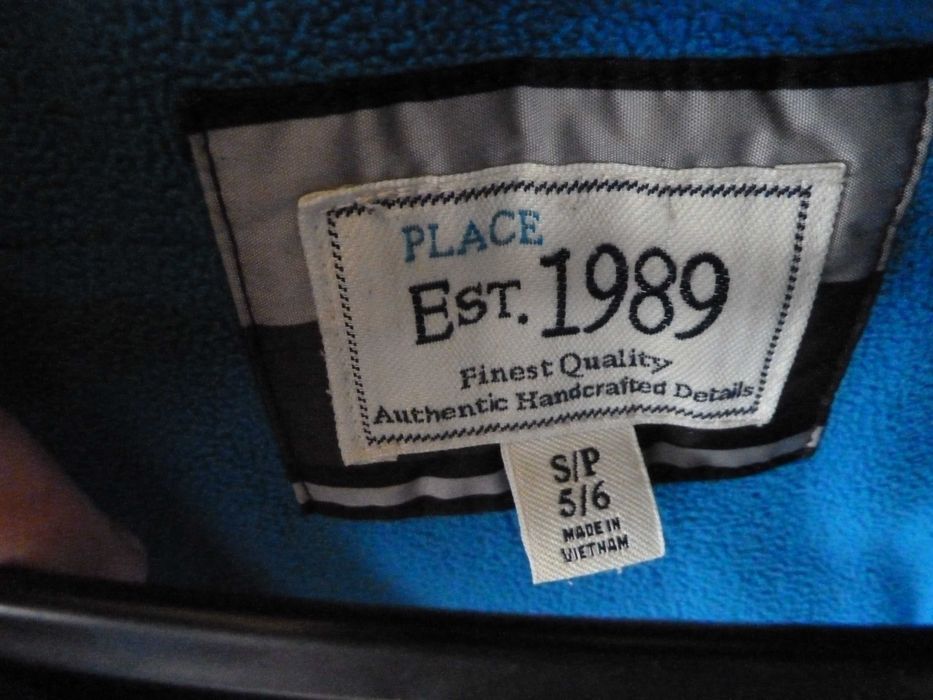 PLACE
EST. 1989
Finest Quality
Authentic Handcrafted Details
S/P
5/6
MADE IN
VIETNAM